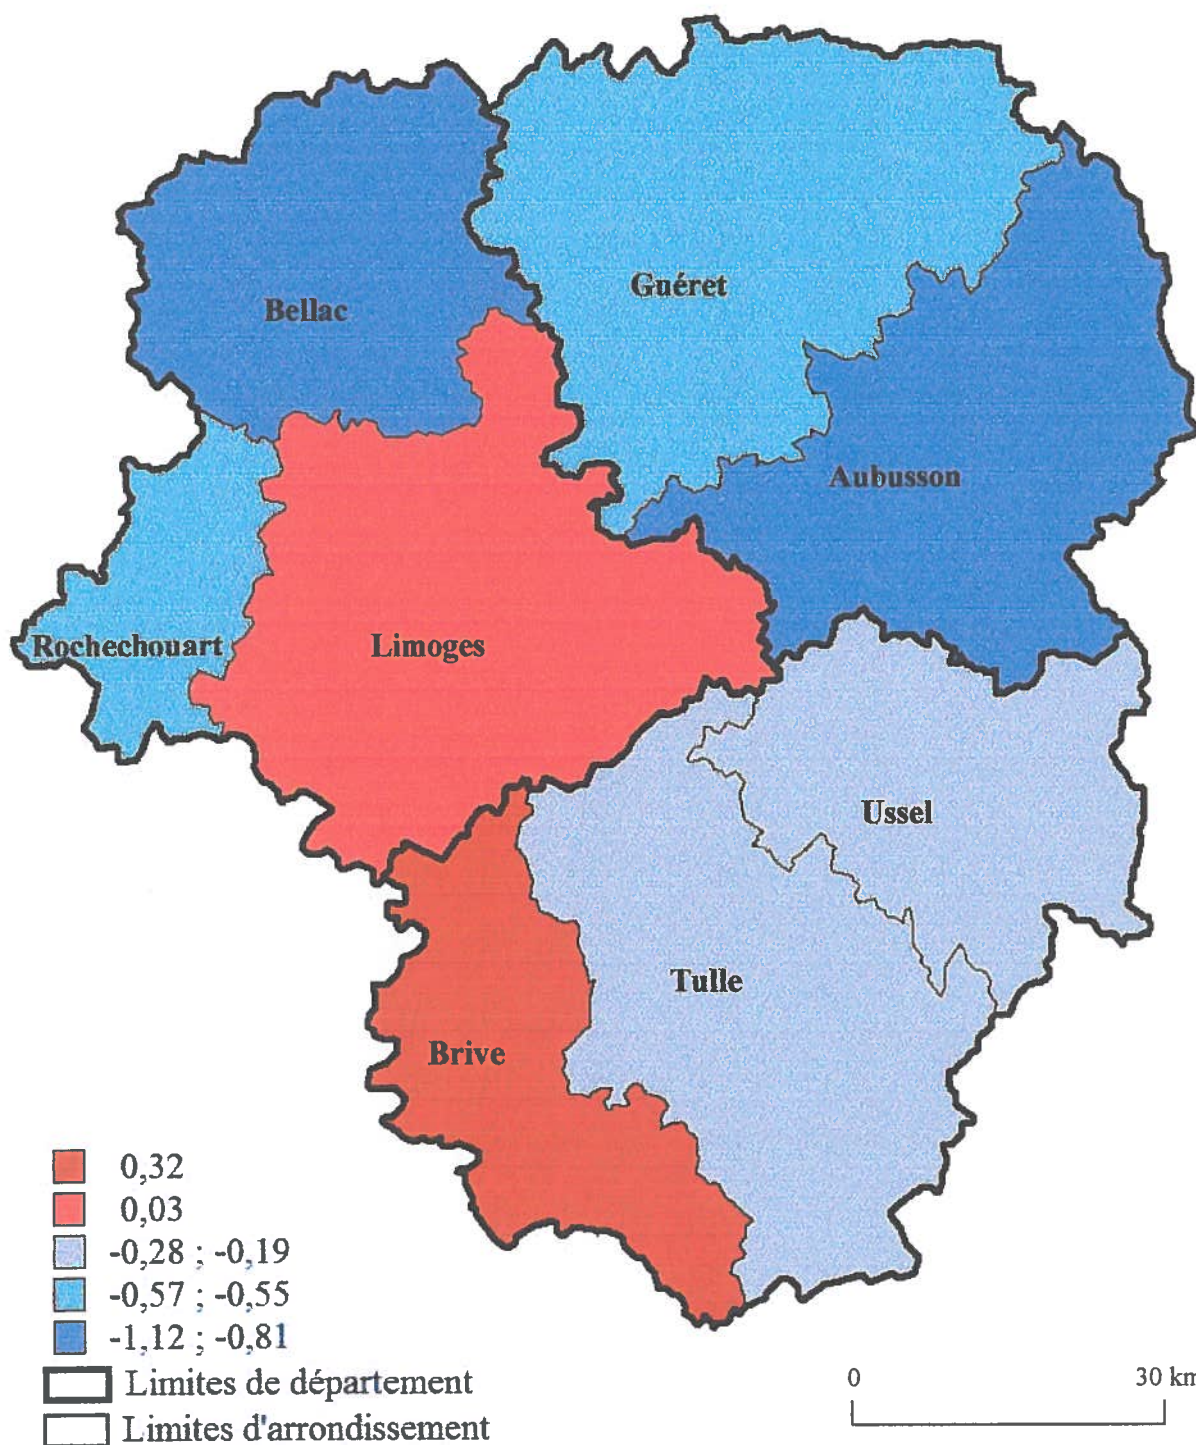 Guéret
Bellac
Aubusson
Rochechouart
Limoges
Ussel
Tulle
Brive
0,32
0,03
-0,28 ; -0,19
-0,57 ; -0,55
-1,12 ; -0,81
Limites de département
Limites d'arrondissement
0 30 km